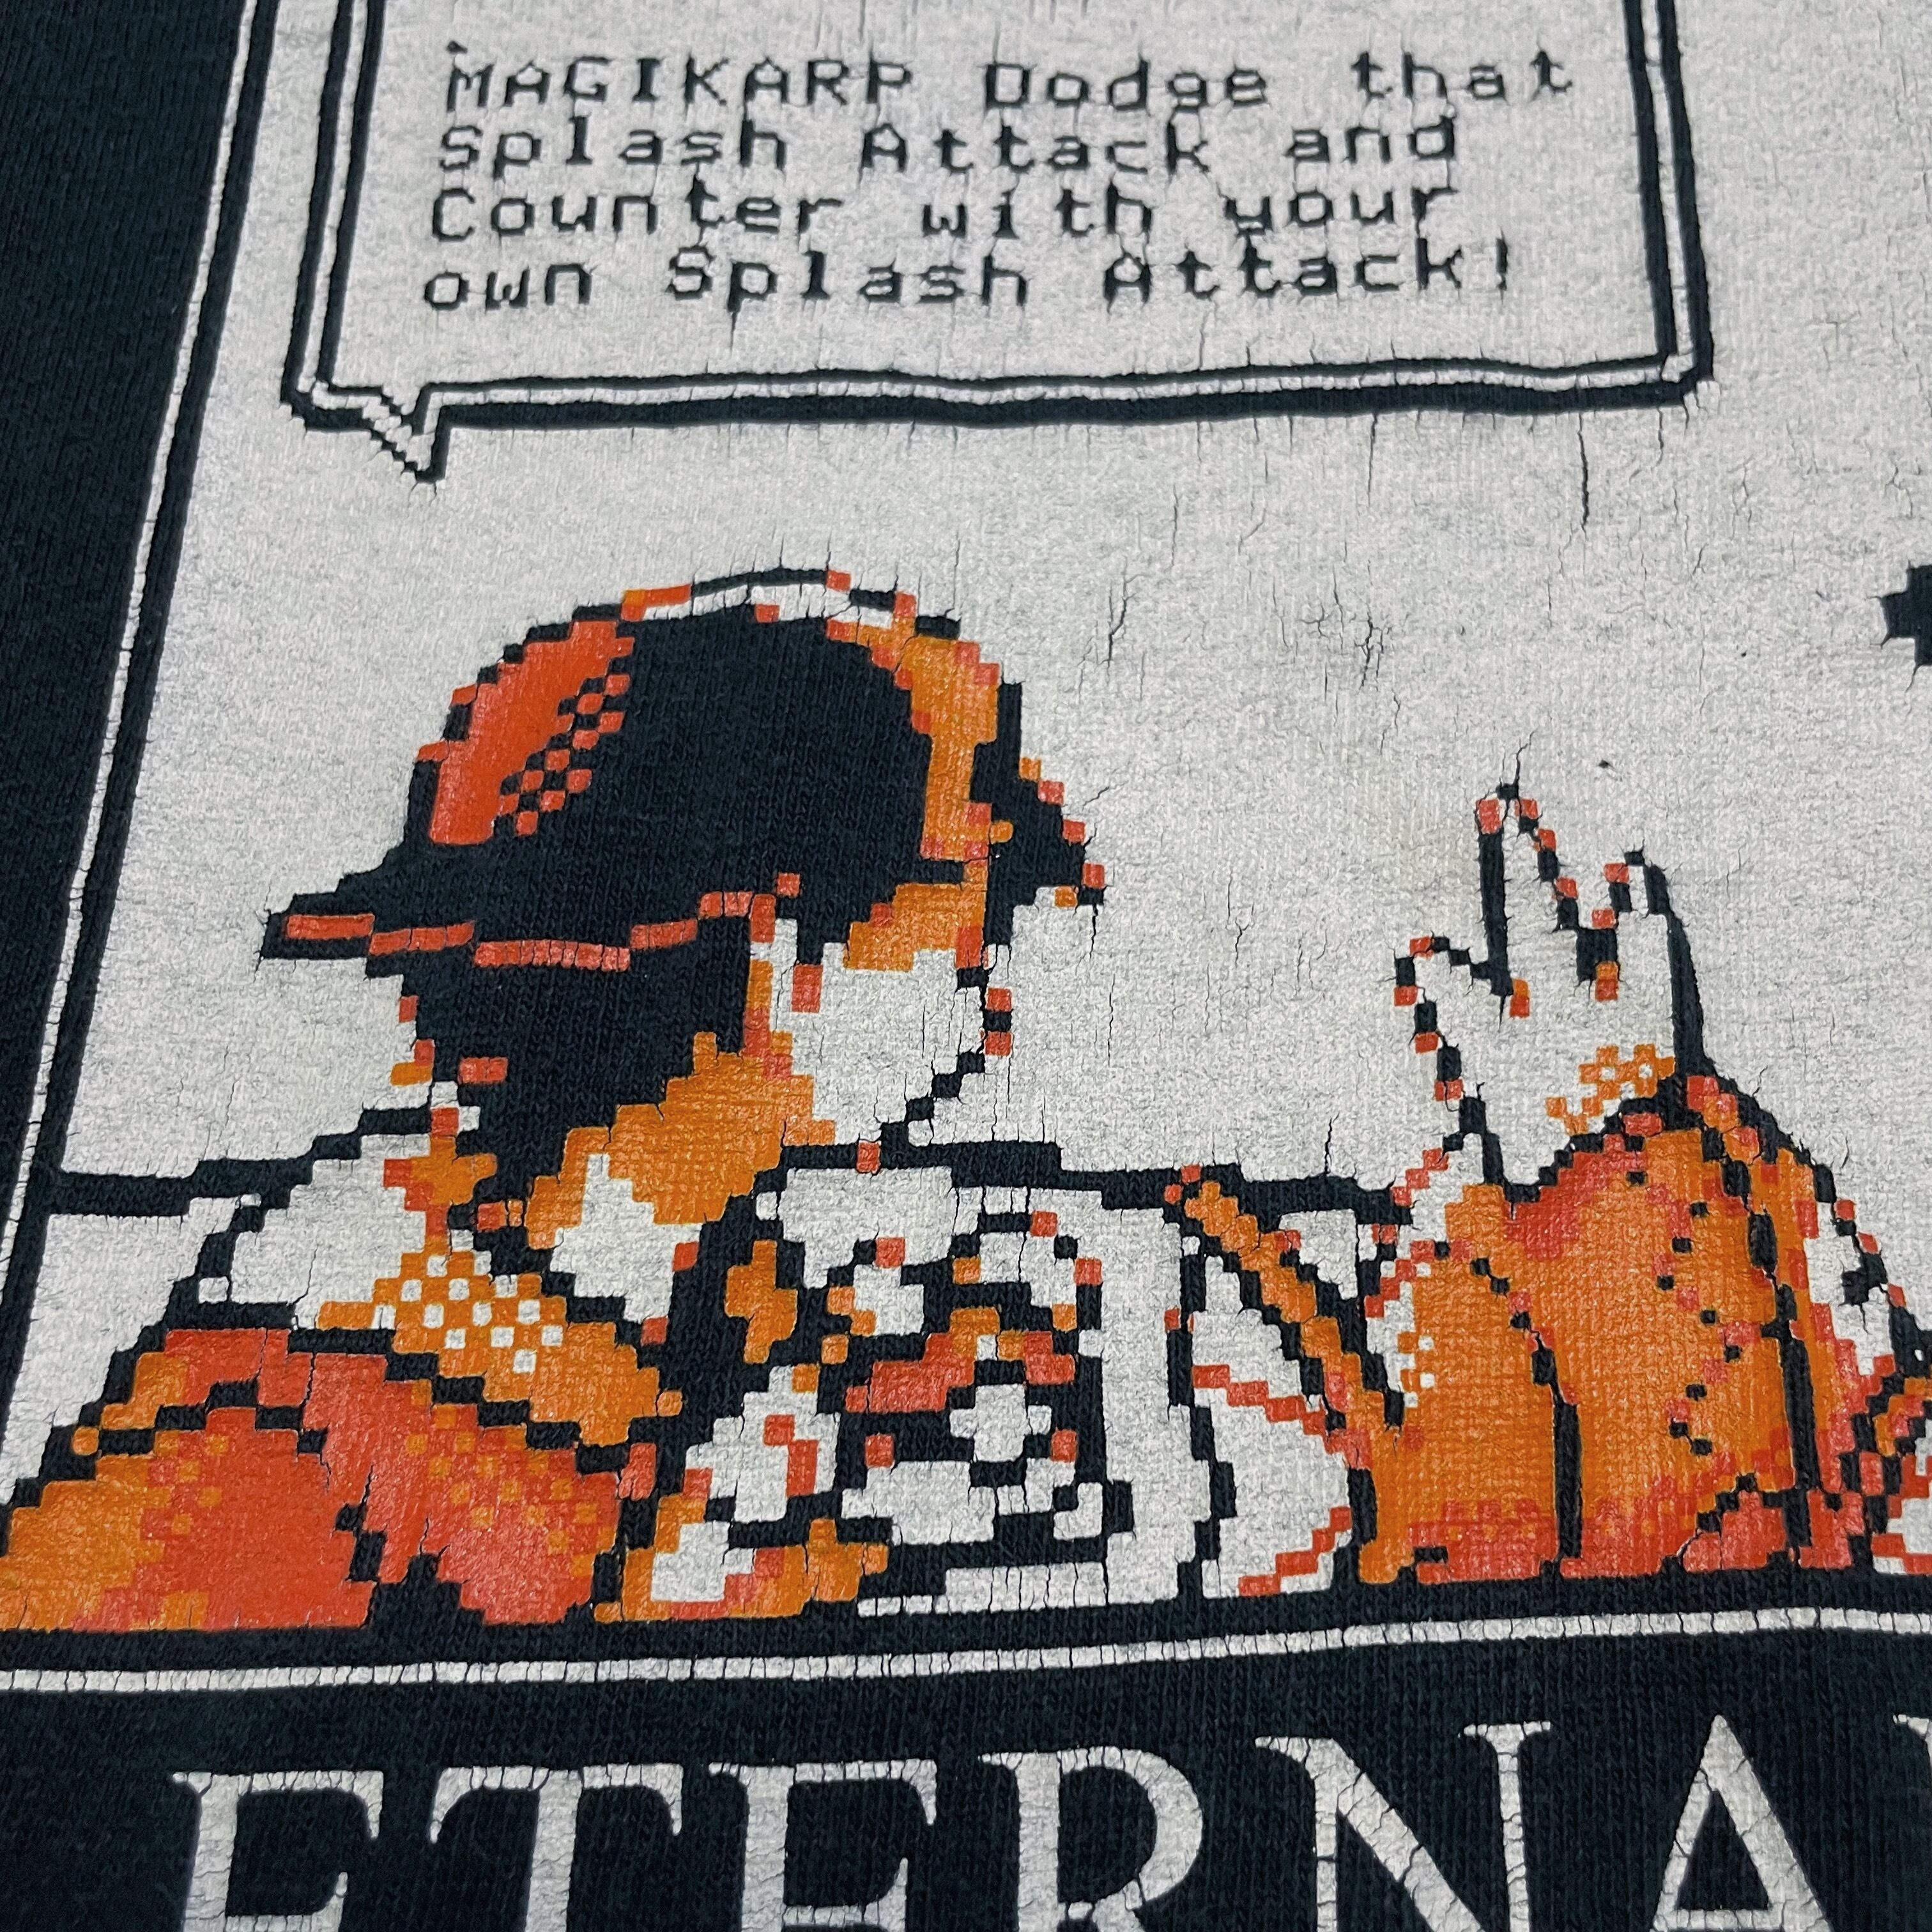 MAGIKARP Dodge that
Splash Attack and
Counter with your
own Splash Attack!
ETERNA